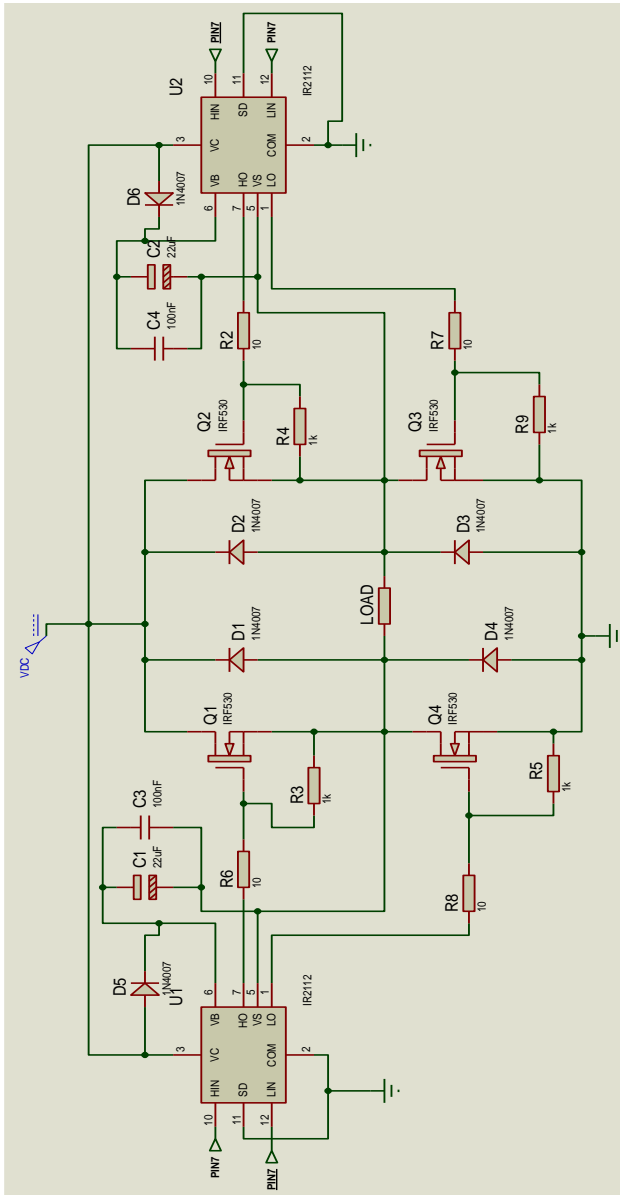 PIN7
PIN7
10
11
12
U2
IR2112
HIN
SD
LIN
3
VC
COM
2
VB
HO
VS
LO
6
7
5
1
D6
1N4007
C2
22uF
C4
100nF
R2
10
R7
10
Q2
IRF530
R4
1k
Q3
IRF530
R9
1k
D2
1N4007
D3
1N4007
VDC
LOAD
D1
1N4007
D4
1N4007
Q1
IRF530
R3
1k
Q4
IRF530
R5
1k
C3
100nF
C1
22uF
R6
10
R8
10
D5
1N4007
U1
6
7
5
1
IR2112
VB
HO
VS
LO
3
VC
COM
2
HIN
SD
LIN
10
11
12
PIN7
PIN7